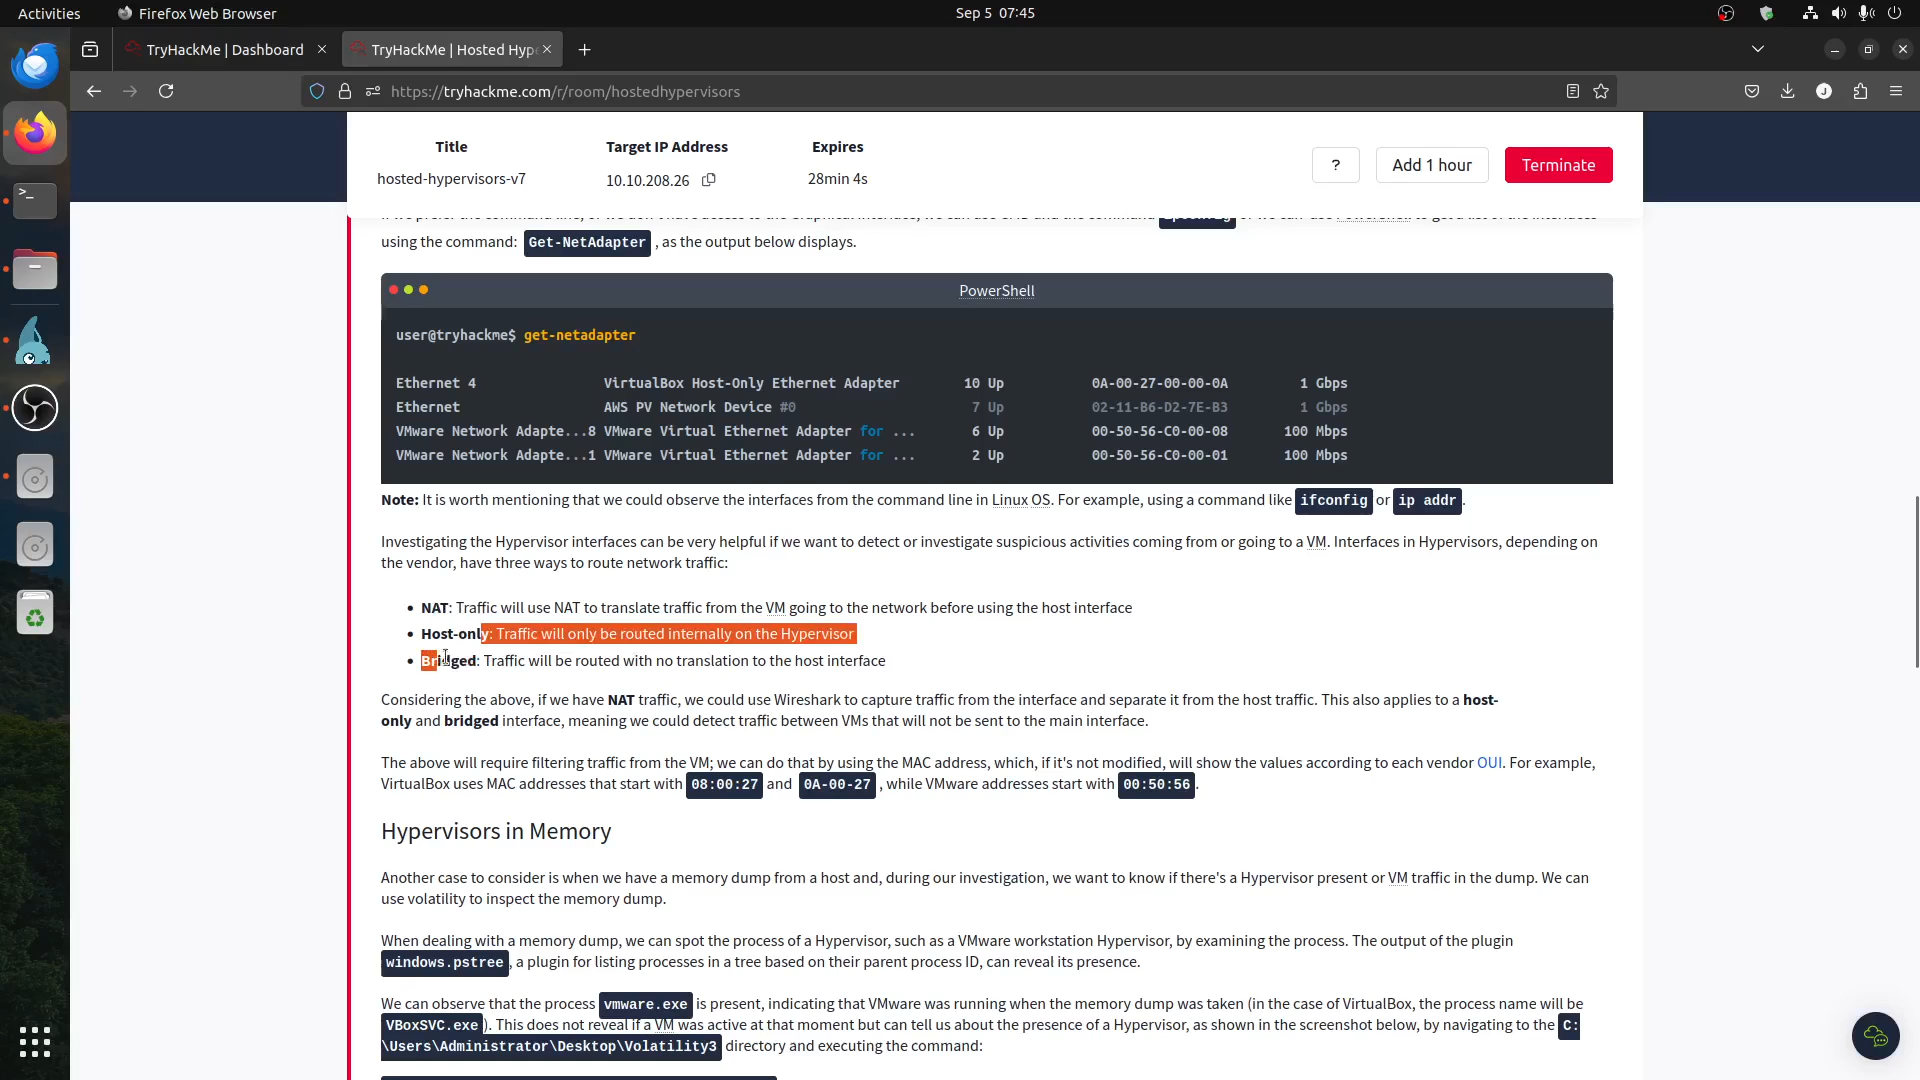 Activities
Firefox Web Browser
Sep 5 07:45
TryHackMe | Dashboard
TryHackMe | Hosted Hyp
https://tryhackme.com/r/room/hostedhypervisors
Title
Target IP Address
Expires
hosted-hypervisors-v7
10.10.208.26
28min 4s
?
Add 1 hour
Terminate
using the command: Get-NetAdapter , as the output below displays.
PowerShell
user@tryhackme$ get-netadapter
Ethernet 4 VirtualBox Host-Only Ethernet Adapter 10 Up 0A-00-27-00-00-0A 1 Gbps
Ethernet AWS PV Network Device #0 7 Up 02-11-B6-D2-7E-B3 1 Gbps
VMware Network Adapte...8 VMware Virtual Ethernet Adapter for ... 6 Up 00-50-56-C0-00-08 100 Mbps
VMware Network Adapte...1 VMware Virtual Ethernet Adapter for ... 2 Up 00-50-56-C0-00-01 100 Mbps
Note: It is worth mentioning that we could observe the interfaces from the command line in Linux OS. For example, using a command like ifconfig or ip addr.
Investigating the Hypervisor interfaces can be very helpful if we want to detect or investigate suspicious activities coming from or going to a VM. Interfaces in Hypervisors, depending on
the vendor, have three ways to route network traffic:
• NAT: Traffic will use NAT to translate traffic from the VM going to the network before using the host interface
• Host-only: Traffic will only be routed internally on the Hypervisor
• Bridged: Traffic will be routed with no translation to the host interface
Considering the above, if we have NAT traffic, we could use Wireshark to capture traffic from the interface and separate it from the host traffic. This also applies to a host-
only and bridged interface, meaning we could detect traffic between VMs that will not be sent to the main interface.
The above will require filtering traffic from the VM; we can do that by using the MAC address, which, if it's not modified, will show the values according to each vendor OUI. For example,
VirtualBox uses MAC addresses that start with 08:00:27 and 0A-00-27 , while VMware addresses start with 00:50:56.
Hypervisors in Memory
Another case to consider is when we have a memory dump from a host and, during our investigation, we want to know if there's a Hypervisor present or VM traffic in the dump. We can
use volatility to inspect the memory dump.
When dealing with a memory dump, we can spot the process of a Hypervisor, such as a VMware workstation Hypervisor, by examining the process. The output of the plugin
windows.pstree, a plugin for listing processes in a tree based on their parent process ID, can reveal its presence.
We can observe that the process vmware.exe is present, indicating that VMware was running when the memory dump was taken (in the case of VirtualBox, the process name will be
VBoxSVC.exe). This does not reveal if a VM was active at that moment but can tell us about the presence of a Hypervisor, as shown in the screenshot below, by navigating to the C:
\Users\Administrator\Desktop\Volatility3 directory and executing the command: